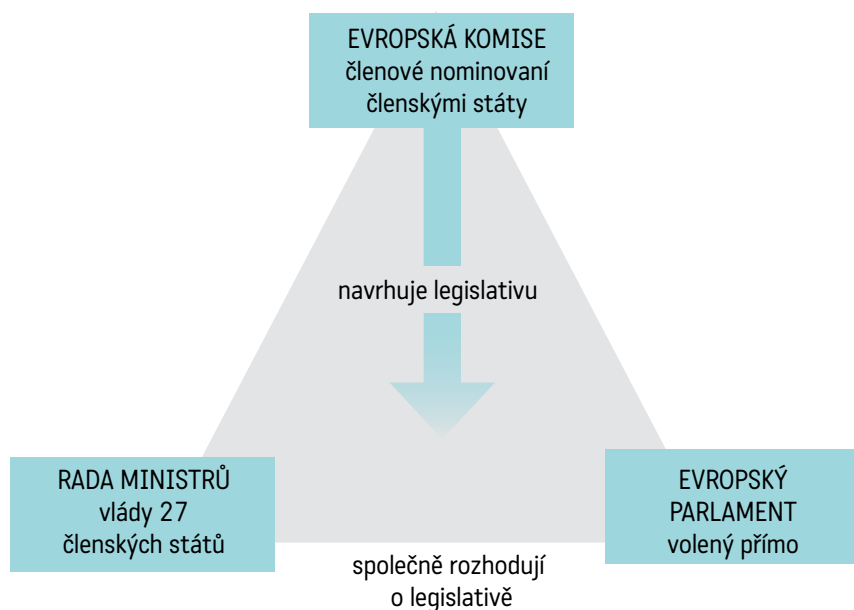 EVROPSKÁ KOMISE
členové nominovaní
členskými státy
navrhuje legislativu
RADA MINISTRŮ
vlády 27
členských států
EVROPSKÝ
PARLAMENT
volený přímo
společně rozhodují
o legislativě